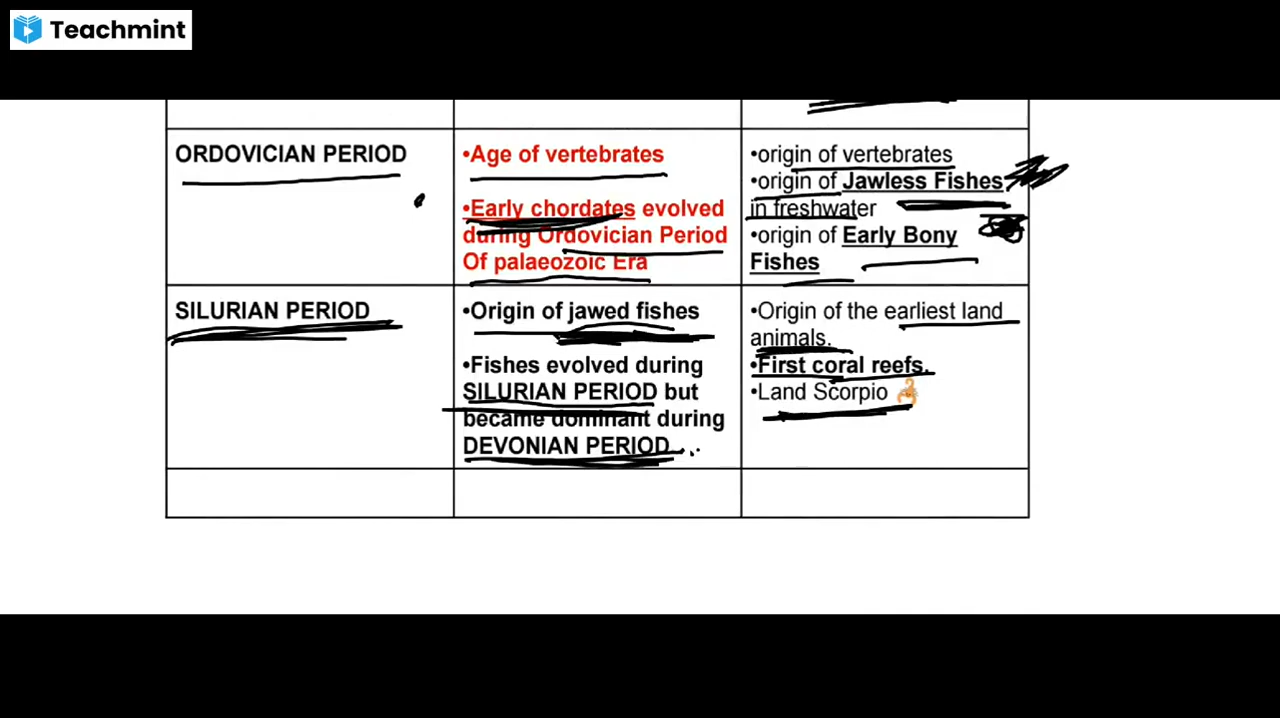 Teachmint
ORDOVICIAN PERIOD
•Age of vertebrates
•Early chordates evolved
during Ordovician Period
Of palaeozoic Era
•origin of vertebrates
•origin of Jawless Fishes
in freshwater
•origin of Early Bony
Fishes
SILURIAN PERIOD
•Origin of jawed fishes
•Fishes evolved during
SILURIAN PERIOD but
became dominant during
DEVONIAN PERIOD
•Origin of the earliest land
animals.
•First coral reefs.
•Land Scorpio